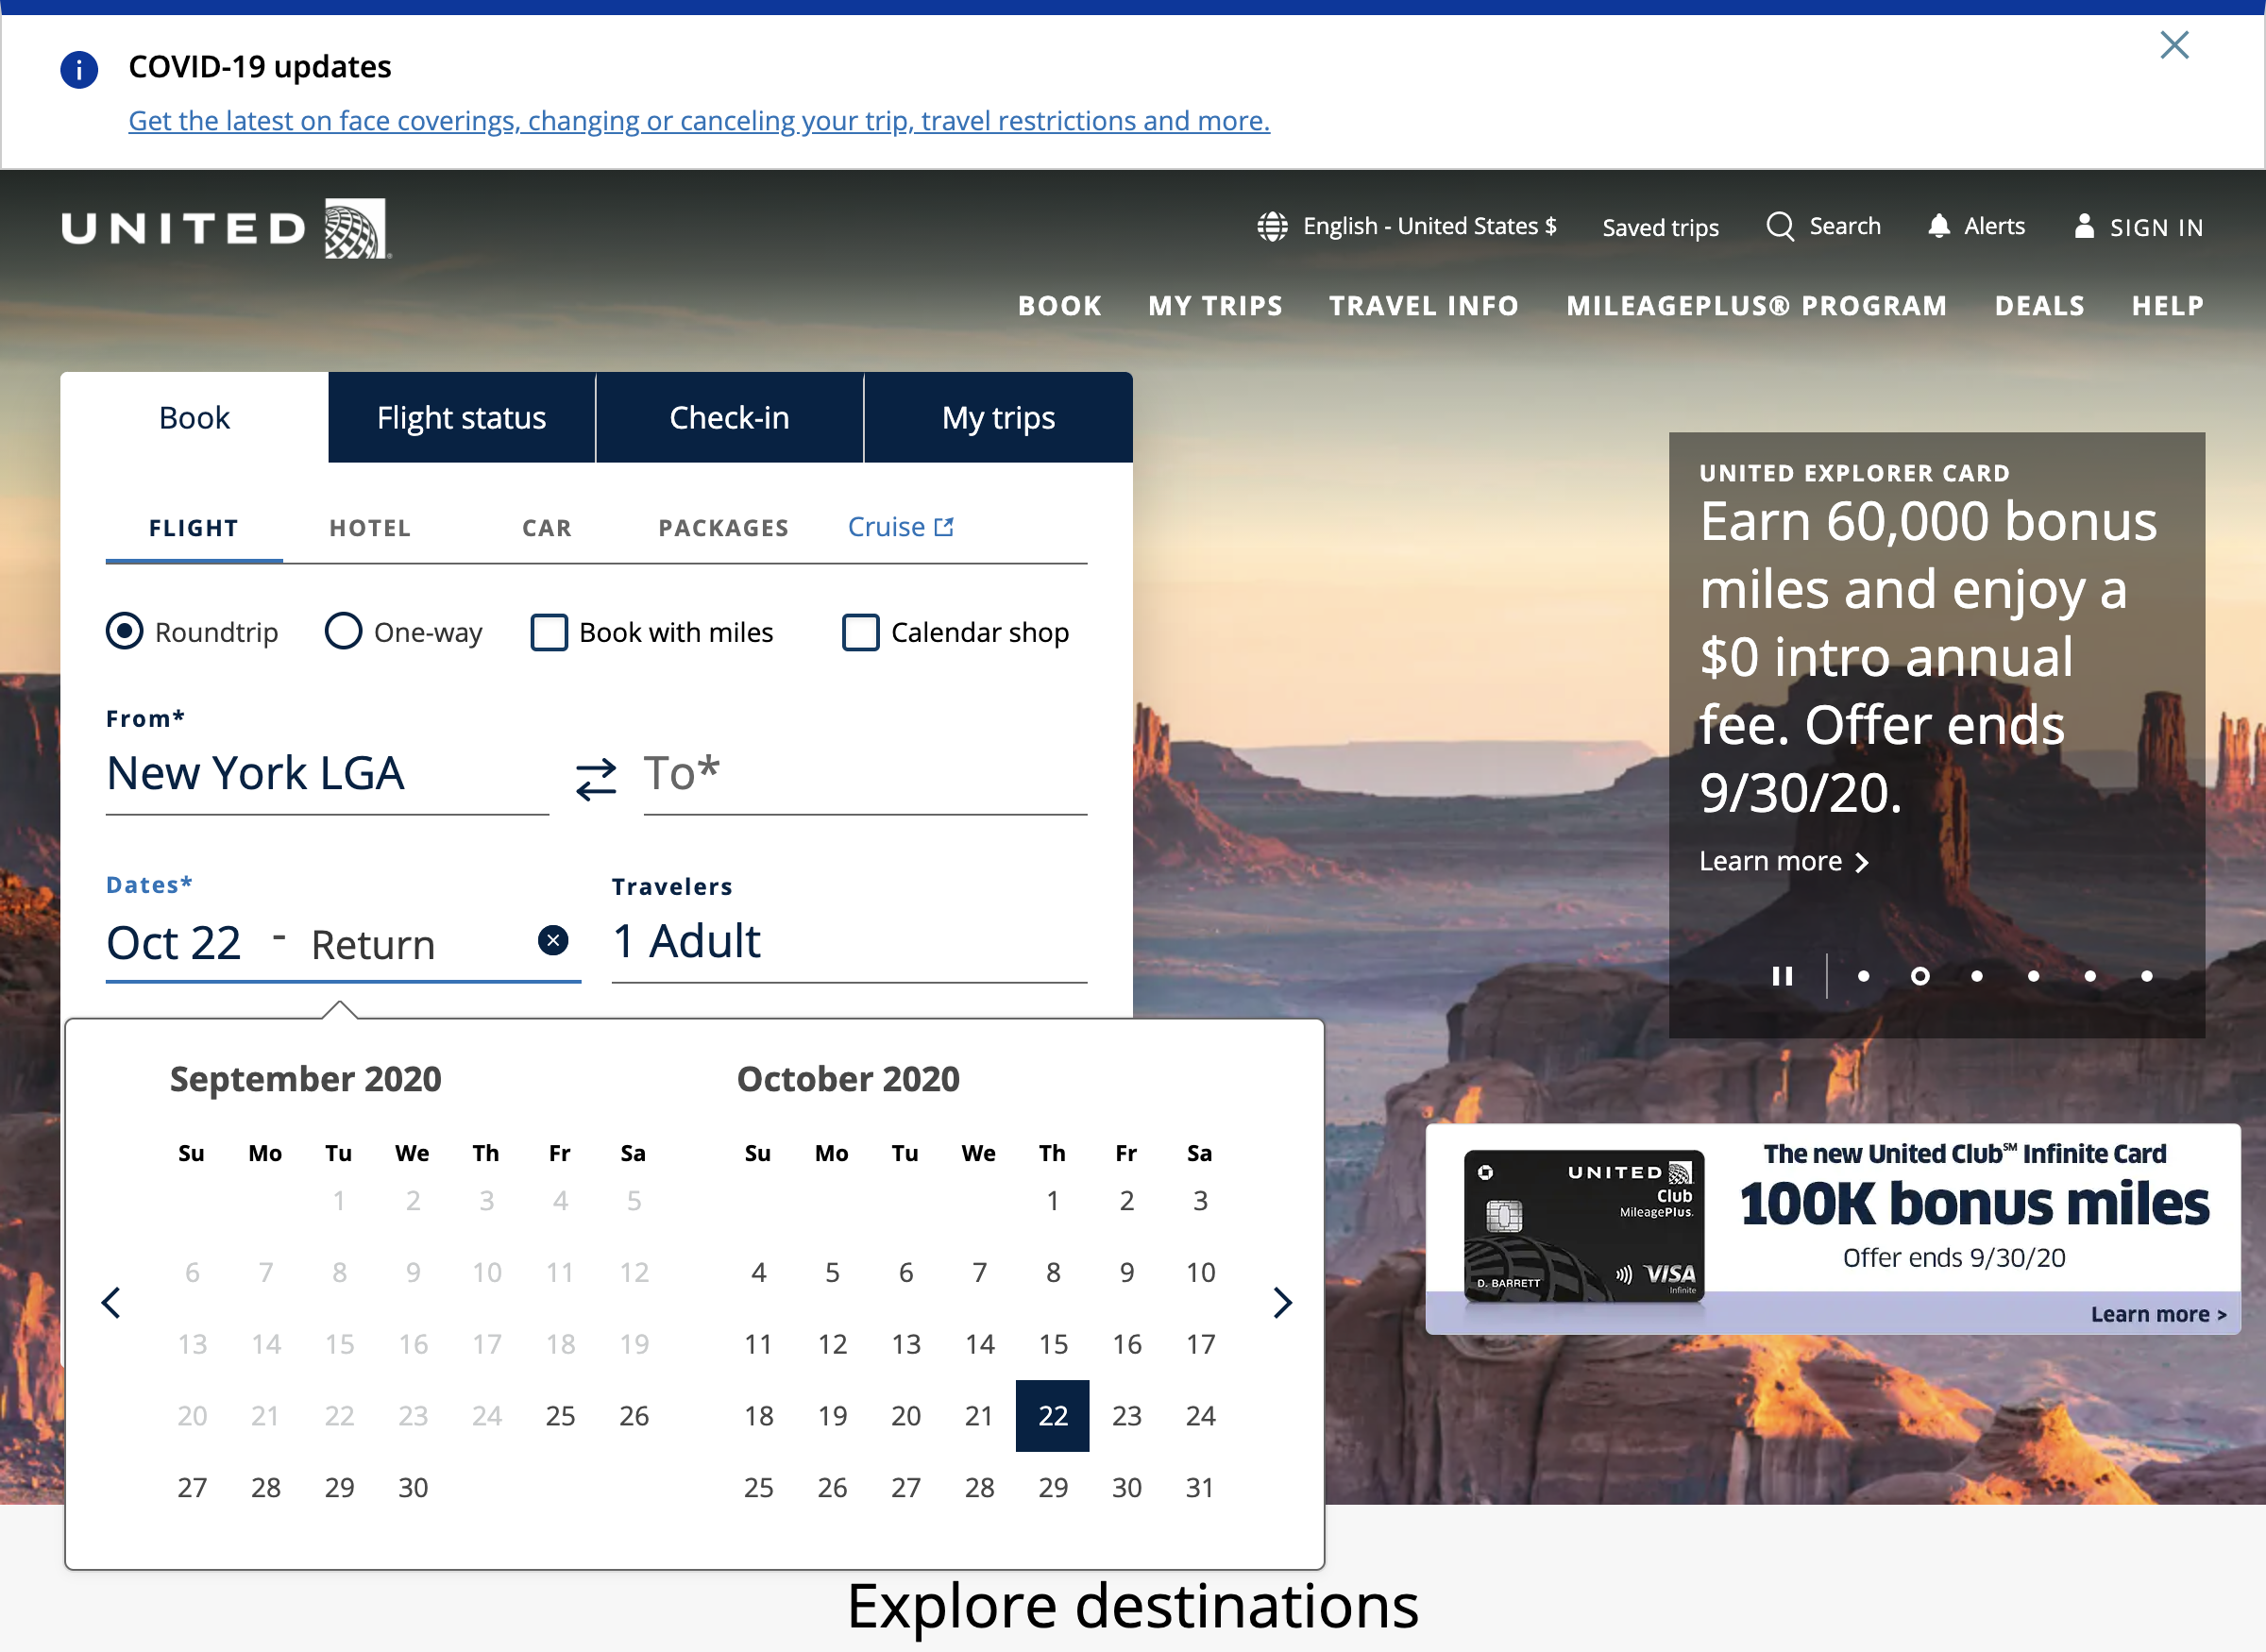 COVID-19 updates
Get the latest on face coverings, changing or canceling your trip, travel restrictions and more.
UNITED
English - United States $ Saved trips Search Alerts SIGN IN
BOOK MY TRIPS TRAVEL INFO MILEAGEPLUS® PROGRAM DEALS HELP
Book Flight status Check-in My trips
FLIGHT HOTEL CAR PACKAGES Cruise
Roundtrip One-way Book with miles Calendar shop
From*
New York LGA To*
Dates* Travelers
Oct 22 - Return 1 Adult
September 2020
Su Mo Tu We Th Fr Sa
1 2 3 4 5
6 7 8 9 10 11 12
13 14 15 16 17 18 19
20 21 22 23 24 25 26
27 28 29 30
October 2020
Su Mo Tu We Th Fr Sa
1 2 3
4 5 6 7 8 9 10
11 12 13 14 15 16 17
18 19 20 21 22 23 24
25 26 27 28 29 30 31
UNITED EXPLORER CARD
Earn 60,000 bonus
miles and enjoy a
$0 intro annual
fee. Offer ends
9/30/20.
Learn more
UNITED
Club
MileagePlus.
D. BARRETT
VISA
Infinite
The new United Club℠ Infinite Card
100K bonus miles
Offer ends 9/30/20
Learn more >
Explore destinations